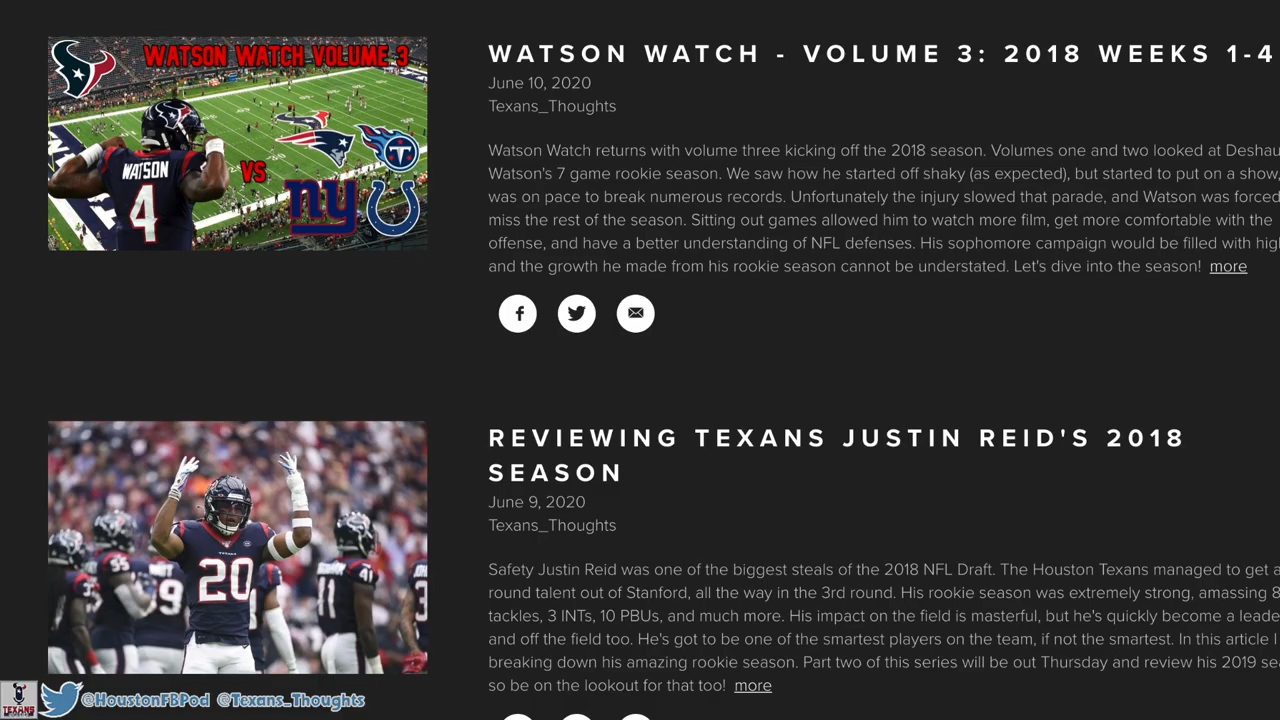 WATSON WATCH VOLUME 3
WATSON
4
VS
ny
WATSON WATCH - VOLUME 3: 2018 WEEKS 1-4
June 10, 2020
Texans_Thoughts
Watson Watch returns with volume three kicking off the 2018 season. Volumes one and two looked at Deshau
Watson's 7 game rookie season. We saw how he started off shaky (as expected), but started to put on a show,
was on pace to break numerous records. Unfortunately the injury slowed that parade, and Watson was forced
miss the rest of the season. Sitting out games allowed him to watch more film, get more comfortable with the
offense, and have a better understanding of NFL defenses. His sophomore campaign would be filled with hig
and the growth he made from his rookie season cannot be understated. Let's dive into the season! more
REVIEWING TEXANS JUSTIN REID'S 2018
SEASON
June 9, 2020
Texans_Thoughts
Safety Justin Reid was one of the biggest steals of the 2018 NFL Draft. The Houston Texans managed to get a
round talent out of Stanford, all the way in the 3rd round. His rookie season was extremely strong, amassing 8
tackles, 3 INTs, 10 PBUs, and much more. His impact on the field is masterful, but he's quickly become a leade
and off the field too. He's got to be one of the smartest players on the team, if not the smartest. In this article I
breaking down his amazing rookie season. Part two of this series will be out Thursday and review his 2019 sea
so be on the lookout for that too! more
TEXANS
20
55
11
41
TEXANS
@HoustonFBPod @Texans_Thoughts